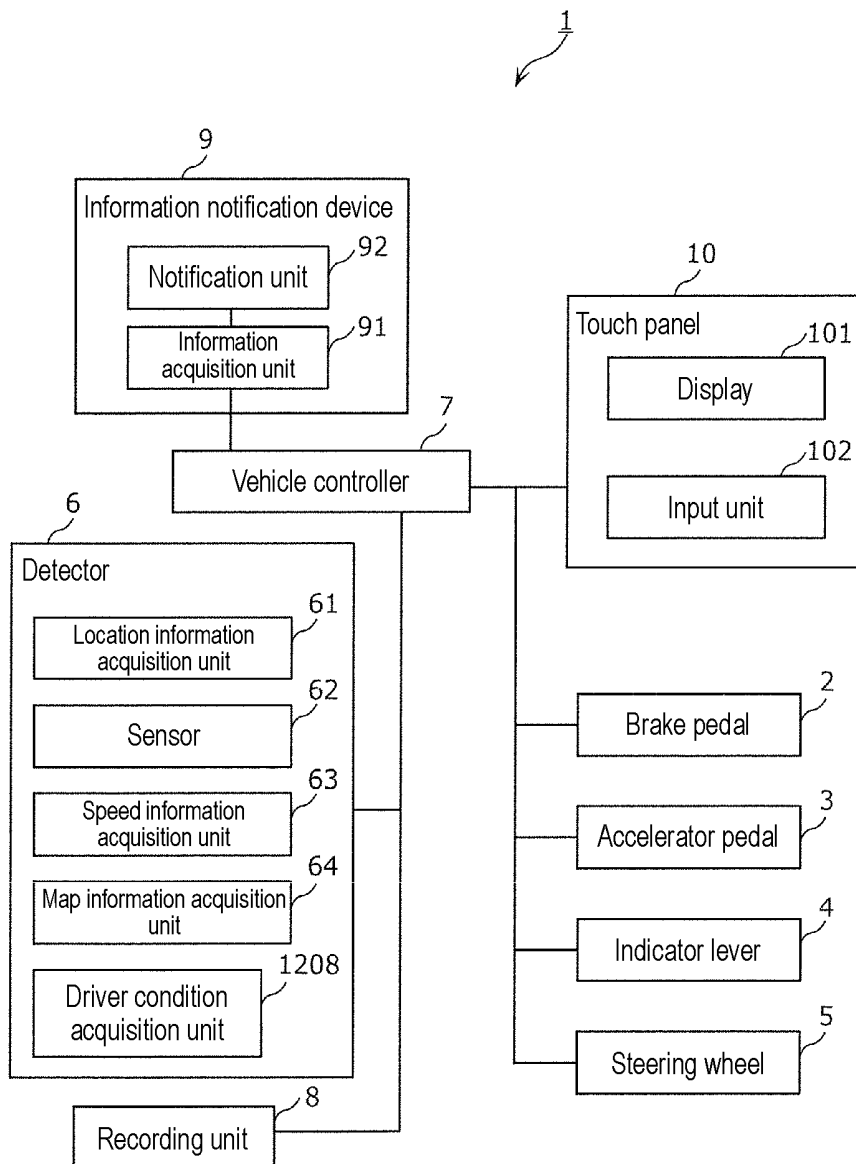 1
9
Information notification device
92
Notification unit
91
Information
acquisition unit
10
Touch panel
101
Display
102
Input unit
7
Vehicle controller
6
Detector
61
Location information
acquisition unit
62
Sensor
63
Speed information
acquisition unit
64
Map information acquisition
unit
1208
Driver condition
acquisition unit
8
Recording unit
2
Brake pedal
3
Accelerator pedal
4
Indicator lever
5
Steering wheel